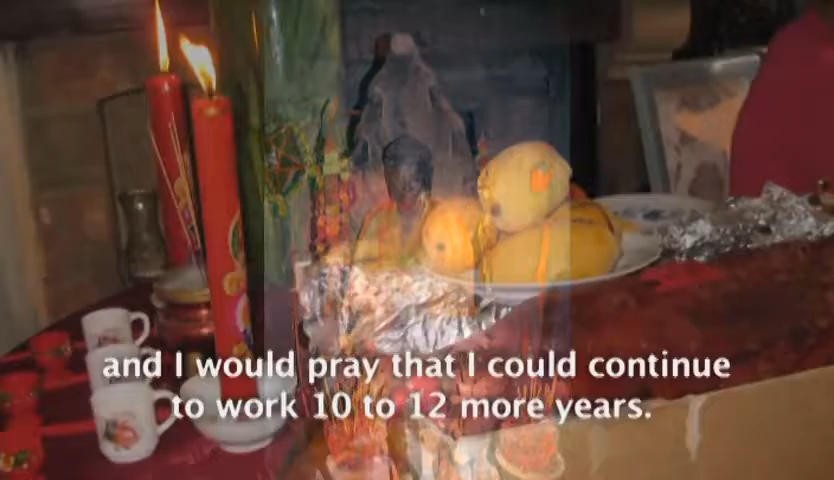 and I would pray that I could continue
to work 10 to 12 more years.